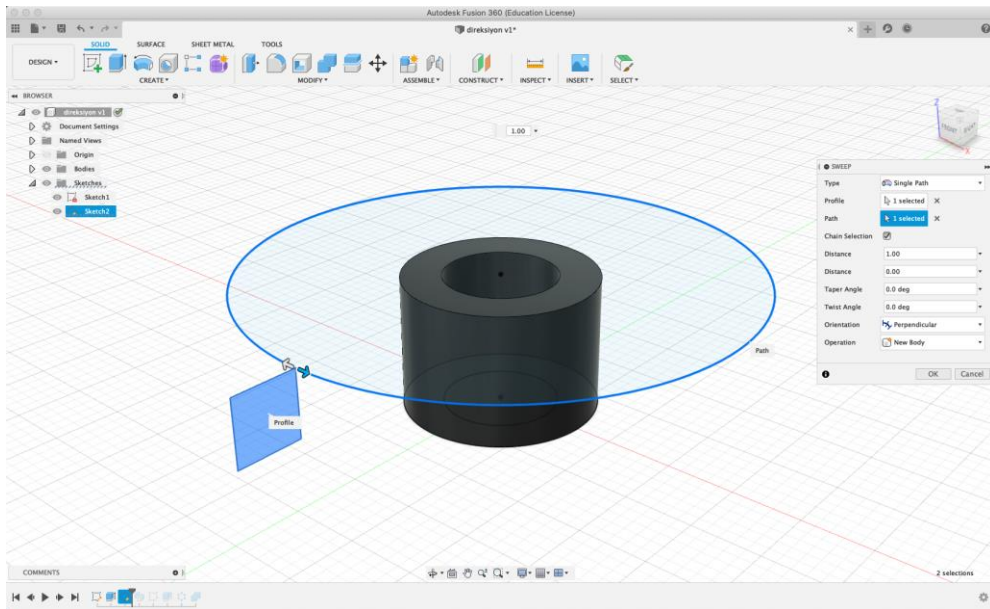 Autodesk Fusion 360 (Education License)
direksiyon v1*
SOLID SURFACE SHEET METAL TOOLS
DESIGN
CREATE MODIFY ASSEMBLE CONSTRUCT INSPECT INSERT SELECT
BROWSER
direksiyon v1
Document Settings
Named Views
Origin
Bodies
Sketches
Sketch1
Sketch2
1.00
Z
X
SWEEP
Type Single Path
Profile 1 selected
Path 1 selected
Chain Selection
Distance 1.00
Distance 0.00
Taper Angle 0.0 deg
Twist Angle 0.0 deg
Orientation Perpendicular
Operation New Body
OK Cancel
Path
Profile
COMMENTS
2 selections